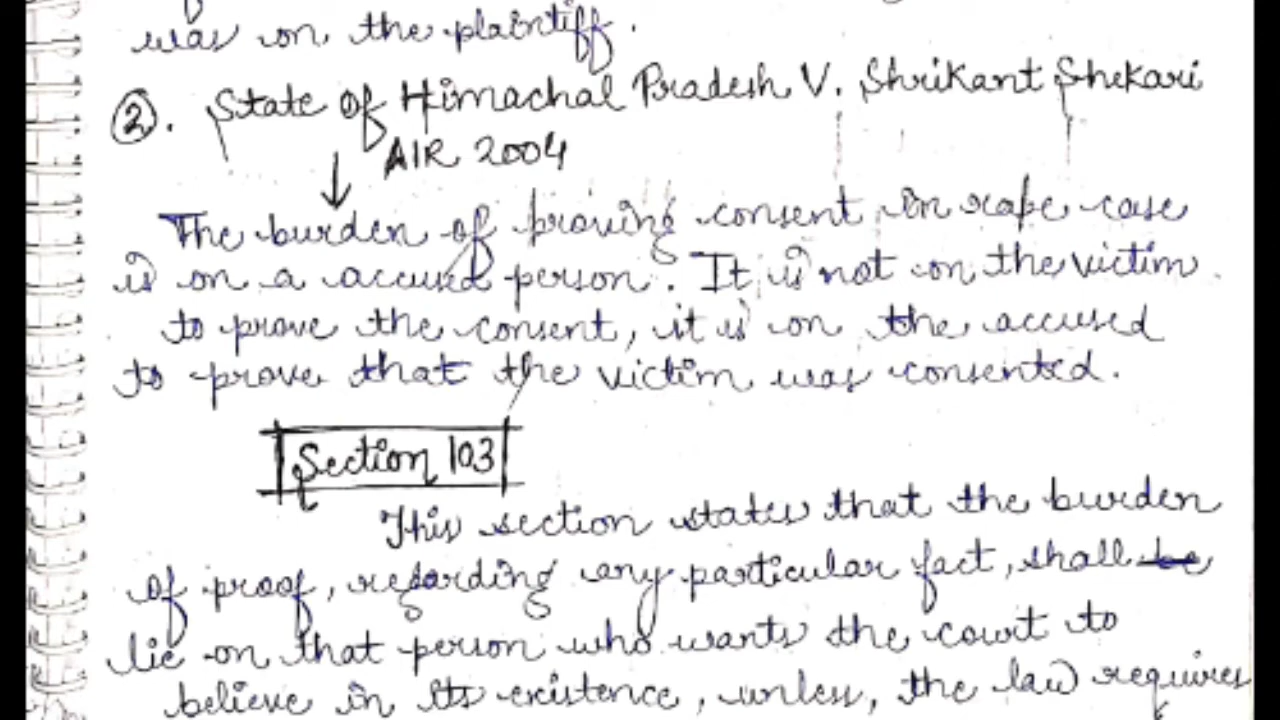 was on the plaintiff.
②. State of Himachal Pradesh V. Shrikant Shekari
AIR 2004
The burden of proving consent in rape case
is on a accused person. It is not on the victim
to prove the consent, it is on the accused
to prove that the victim was consented.
Section 103
This section states that the burden
of proof, regarding any particular fact, shall be
lie on that person who wants the court to
believe in its existence, unless, the law requires